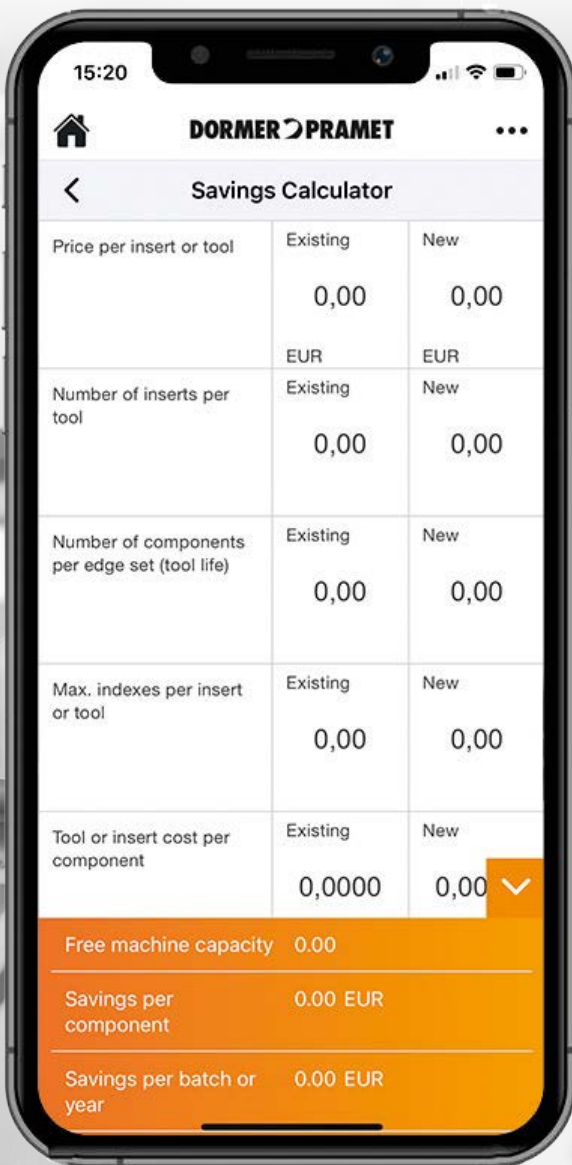 15:20
DORMER PRAMET
Savings Calculator
Price per insert or tool
Existing
New
0,00
0,00
EUR
EUR
Number of inserts per
tool
Existing
New
0,00
0,00
Number of components
per edge set (tool life)
Existing
New
0,00
0,00
Max. indexes per insert
or tool
Existing
New
0,00
0,00
Tool or insert cost per
component
Existing
New
0,0000
0,00
Free machine capacity 0.00
Savings per
component
0.00 EUR
Savings per batch or
year
0.00 EUR